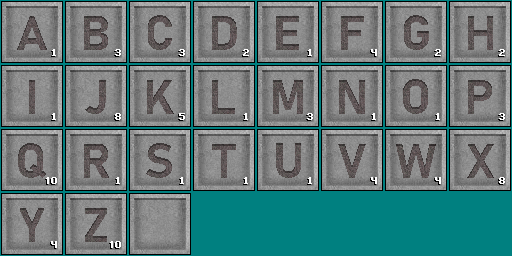 A 1 B 3 C 3 D 2 E 1 F 4 G 2 H 2
I 1 J 8 K 5 L 1 M 3 N 1 O 1 P 3
Q 10 R 1 S 1 T 1 U 1 V 4 W 4 X 8
Y 4 Z 10